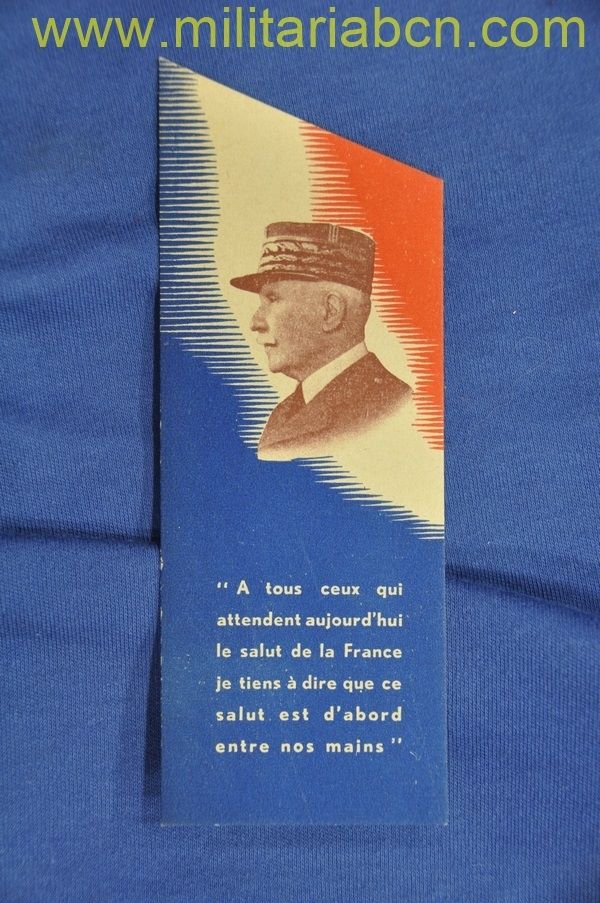 www.militariabcn.com
" A tous ceux qui
attendent aujourd'hui
le salut de la France
je tiens à dire que ce
salut est d'abord
entre nos mains "